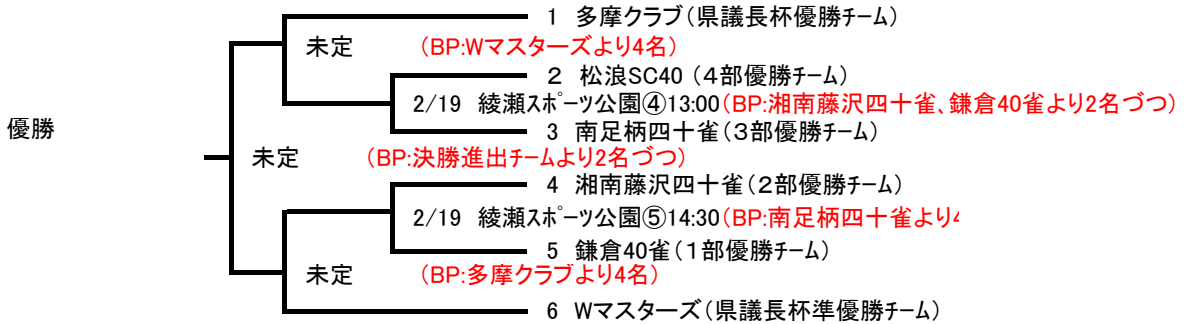 1 多摩クラブ(県議長杯優勝チーム)
未定 (BP:Wマスターズより4名)
2 松浪SC40 (4部優勝チーム)
2/19 綾瀬スポーツ公園④13:00(BP:湘南藤沢四十雀、鎌倉40雀より2名づつ)
優勝
3 南足柄四十雀(3部優勝チーム)
未定 (BP:決勝進出チームより2名づつ)
4 湘南藤沢四十雀(2部優勝チーム)
2/19 綾瀬スポーツ公園⑤14:30(BP:南足柄四十雀より
5 鎌倉40雀(1部優勝チーム)
未定 (BP:多摩クラブより4名)
6 Wマスターズ(県議長杯準優勝チーム)